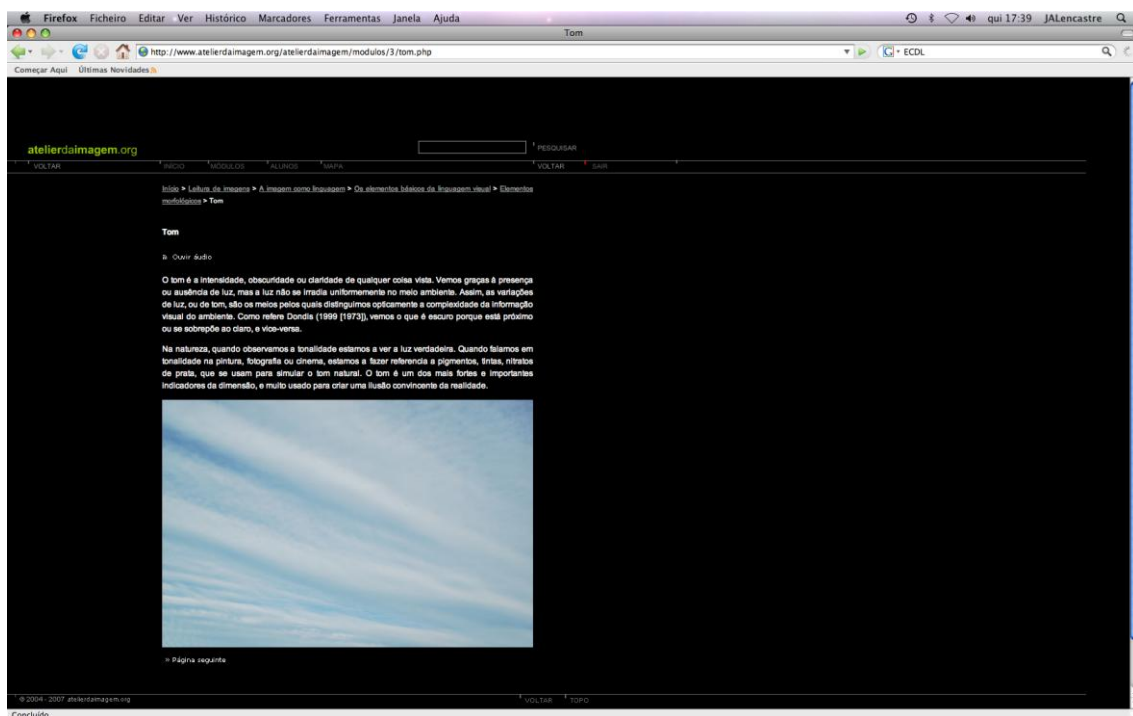 Firefox Ficheiro Editar Ver Histórico Marcadores Ferramentas Janela Ajuda qui 17:39 JALencastre
Tom
http://www.atelierdaimagem.org/atelierdaimagem/modulos/3/tom.php ECDL
Começar Aqui Últimas Novidades
atelierdaimagem.org PESQUISAR
VOLTAR INÍCIO MÓDULOS ALUNOS MAPA VOLTAR SAIR
Início > Leitura de imagens > A imagem como linguagem > Os elementos básicos da linguagem visual > Elementos
morfológicos > Tom
Tom
Ouvir áudio
O tom é a intensidade, obscuridade ou claridade de qualquer coisa vista. Vemos graças à presença
ou ausência de luz, mas a luz não se irradia uniformemente no meio ambiente. Assim, as variações
de luz, ou de tom, são os meios pelos quais distinguimos opticamente a complexidade da informação
visual do ambiente. Como refere Dondis (1999 [1973]), vemos o que é escuro porque está próximo
ou se sobrepõe ao claro, e vice-versa.
Na natureza, quando observamos a tonalidade estamos a ver a luz verdadeira. Quando falamos em
tonalidade na pintura, fotografia ou cinema, estamos a fazer referencia a pigmentos, tintas, nitratos
de prata, que se usam para simular o tom natural. O tom é um dos mais fortes e importantes
indicadores da dimensão, e muito usado para criar uma ilusão convincente da realidade.
» Página seguinte
© 2004 - 2007 atelierdaimagem.org VOLTAR TOPO
Concluído